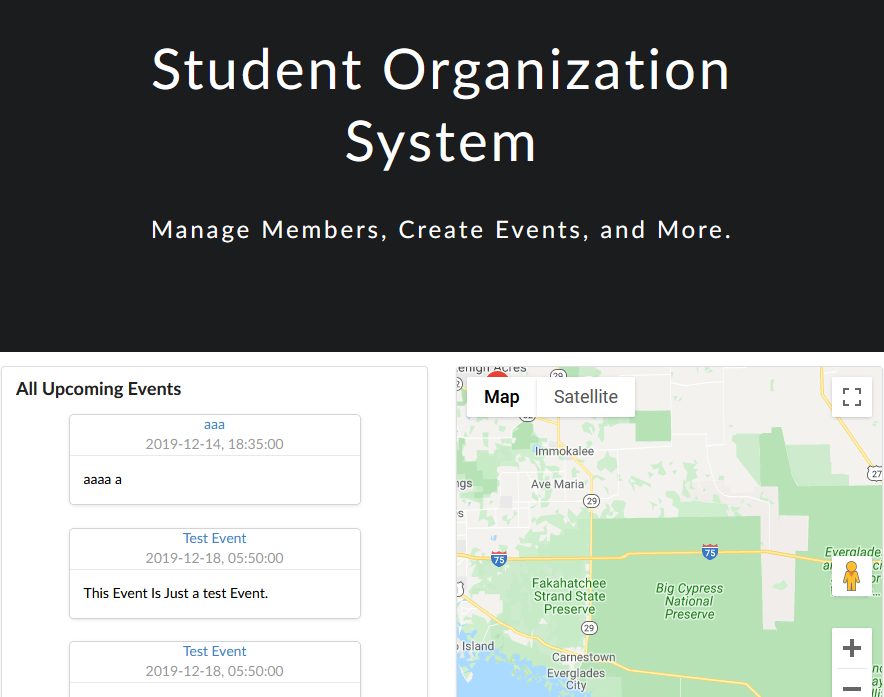 Student Organization
System
Manage Members, Create Events, and More.
All Upcoming Events
aaa
2019-12-14, 18:35:00
aaaa a
Test Event
2019-12-18, 05:50:00
This Event Is Just a test Event.
Test Event
2019-12-18, 05:50:00
Acres
29
Map
Satellite
Immokalee
Ave Maria
29
75
75
27
Fakahatchee
Strand State
Preserve
Big Cypress
National
Preserve
29
Island
Carnestown
Everglades
City